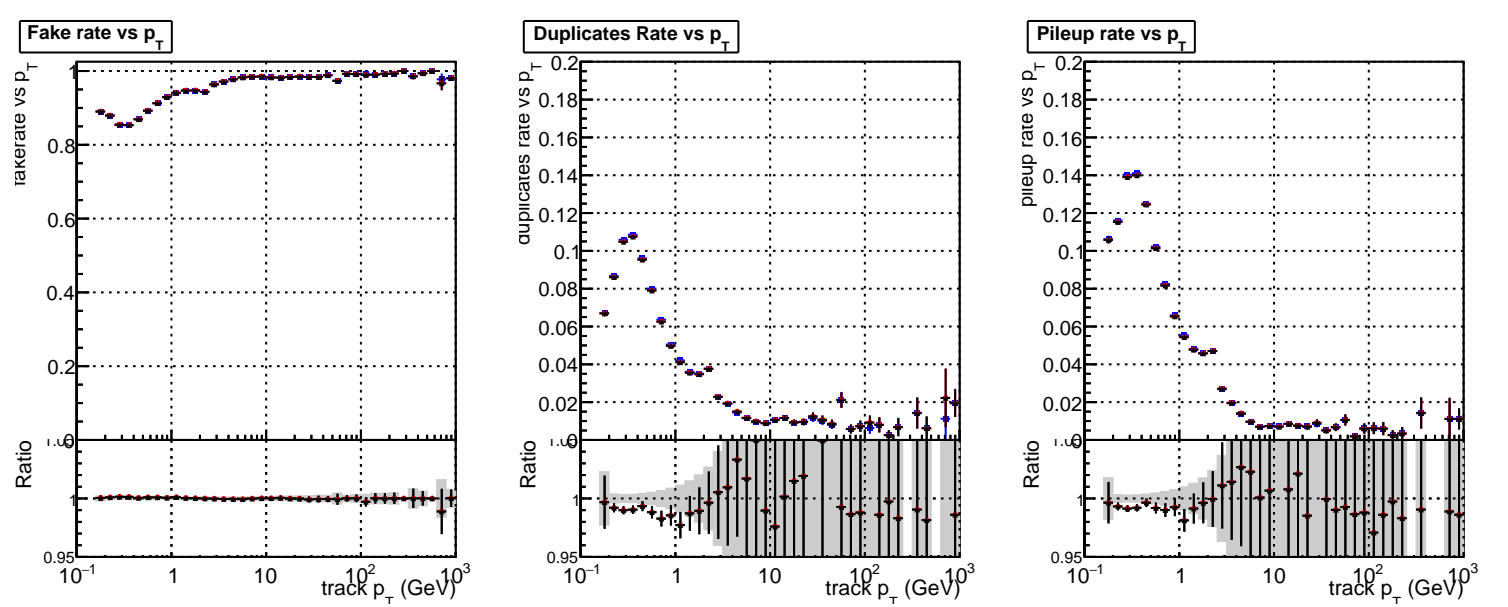 Fake rate vs p_T
fakerate vs p_T
1
0.8
0.6
0.4
0.2
Ratio
1
0.95
10^−1 1 10 10^2 10^3
track p_T (GeV)
Duplicates Rate vs p_T
duplicates rate vs p_T
0.2
0.18
0.16
0.14
0.12
0.1
0.08
0.06
0.04
0.02
Ratio
1
0.95
10^−1 1 10 10^2 10^3
track p_T (GeV)
Pileup rate vs p_T
pileup rate vs p_T
0.2
0.18
0.16
0.14
0.12
0.1
0.08
0.06
0.04
0.02
Ratio
1
0.95
10^−1 1 10 10^2 10^3
track p_T (GeV)